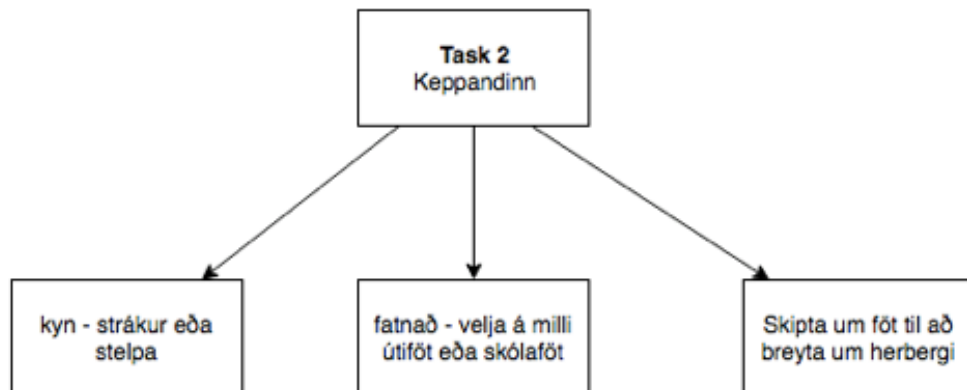 Task 2
Keppandinn
kyn - strákur eða
stelpa
fatnað - velja á milli
útiföt eða skólaföt
Skipta um föt til að
breyta um herbergi